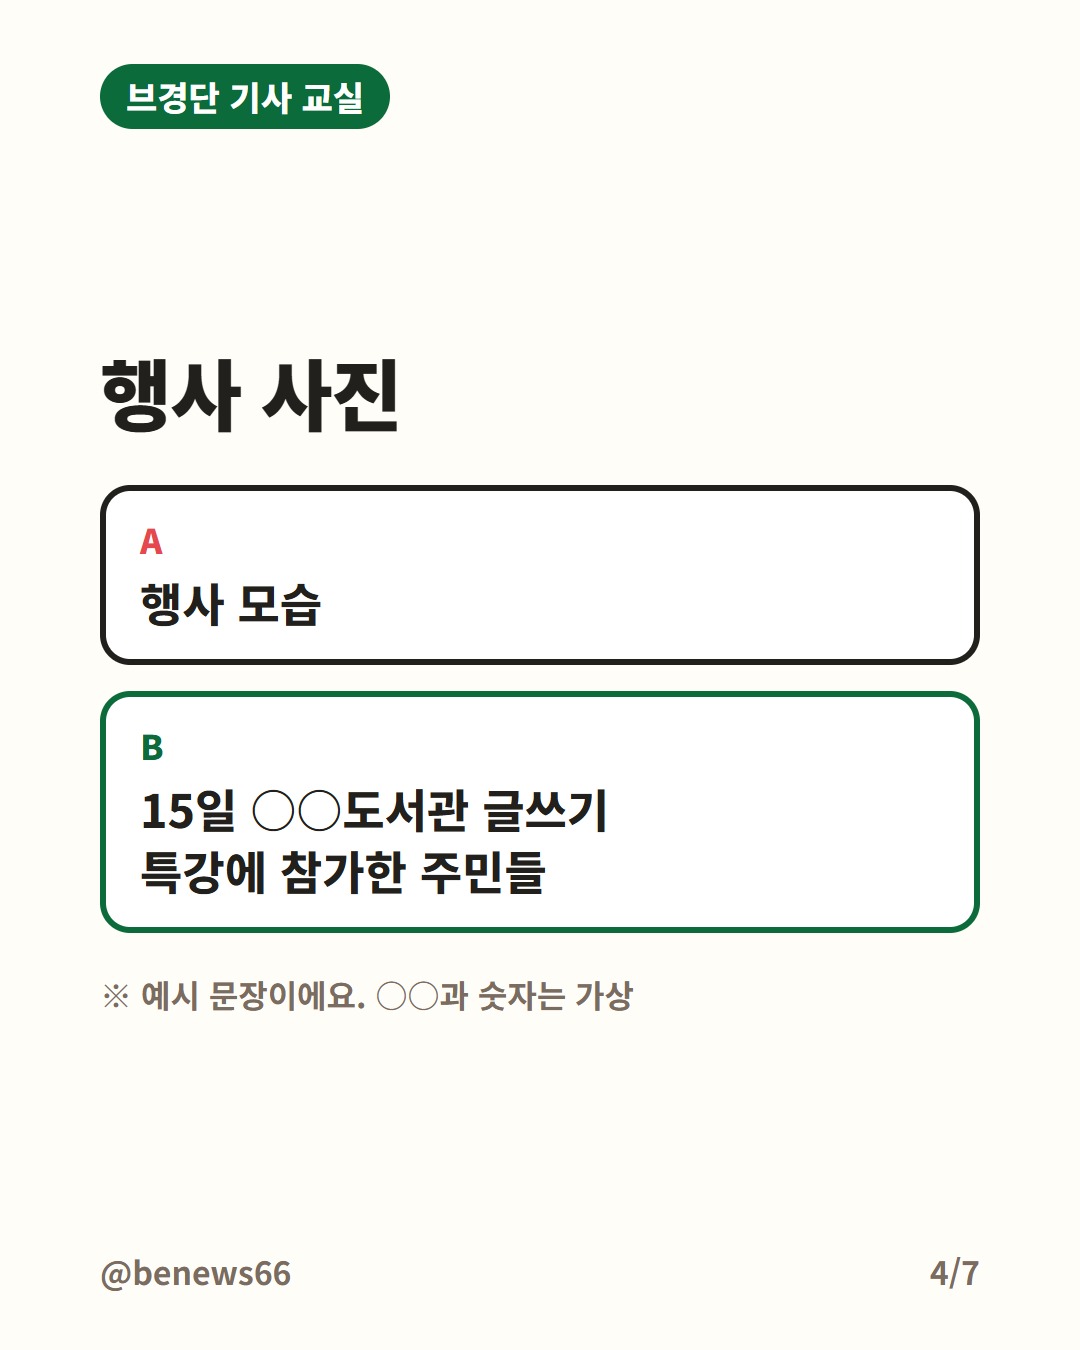 브경단 기사 교실
행사 사진
A
행사 모습
B
15일 ○○도서관 글쓰기
특강에 참가한 주민들
※ 예시 문장이에요. ○○과 숫자는 가상
@benews66
4/7